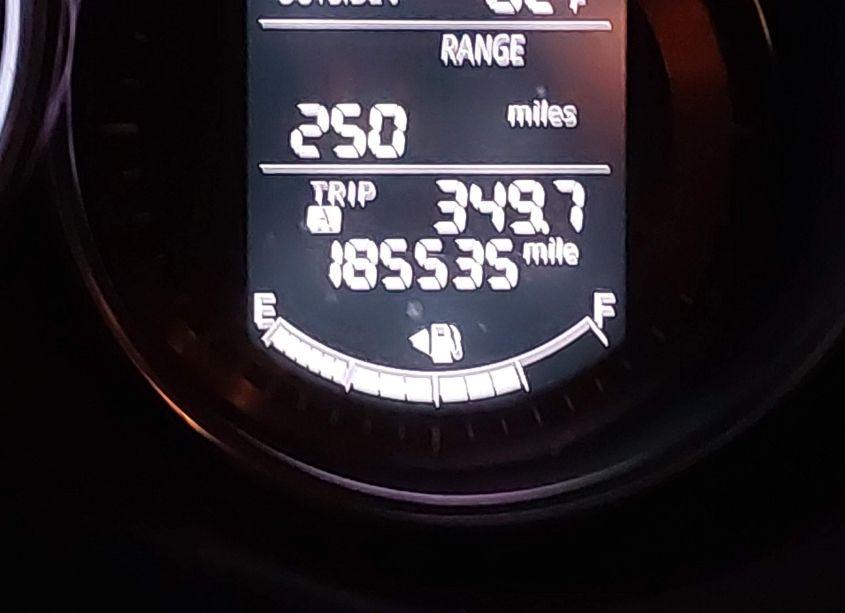 RANGE
250 miles
TRIP A 349.7
185535 mile
E F